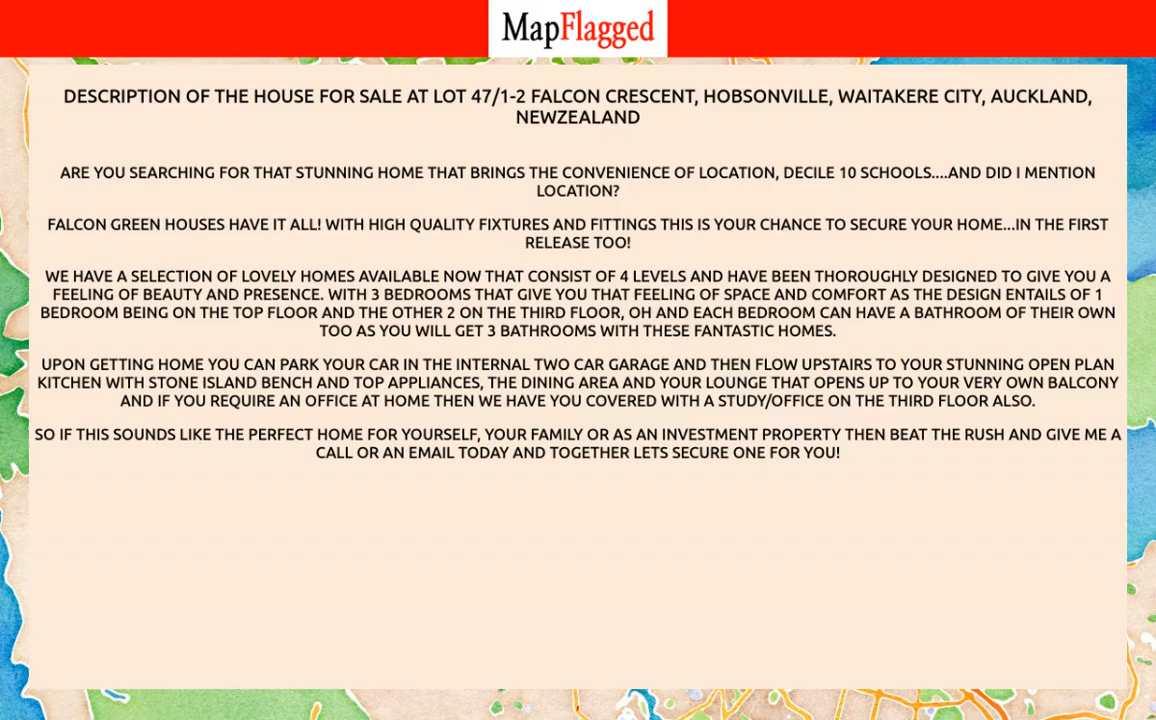 MapFlagged
DESCRIPTION OF THE HOUSE FOR SALE AT LOT 47/1-2 FALCON CRESCENT, HOBSONVILLE, WAITAKERE CITY, AUCKLAND,
NEWZEALAND
ARE YOU SEARCHING FOR THAT STUNNING HOME THAT BRINGS THE CONVENIENCE OF LOCATION, DECILE 10 SCHOOLS....AND DID I MENTION
LOCATION?
FALCON GREEN HOUSES HAVE IT ALL! WITH HIGH QUALITY FIXTURES AND FITTINGS THIS IS YOUR CHANCE TO SECURE YOUR HOME...IN THE FIRST
RELEASE TOO!
WE HAVE A SELECTION OF LOVELY HOMES AVAILABLE NOW THAT CONSIST OF 4 LEVELS AND HAVE BEEN THOROUGHLY DESIGNED TO GIVE YOU A
FEELING OF BEAUTY AND PRESENCE. WITH 3 BEDROOMS THAT GIVE YOU THAT FEELING OF SPACE AND COMFORT AS THE DESIGN ENTAILS OF 1
BEDROOM BEING ON THE TOP FLOOR AND THE OTHER 2 ON THE THIRD FLOOR, OH AND EACH BEDROOM CAN HAVE A BATHROOM OF THEIR OWN
TOO AS YOU WILL GET 3 BATHROOMS WITH THESE FANTASTIC HOMES.
UPON GETTING HOME YOU CAN PARK YOUR CAR IN THE INTERNAL TWO CAR GARAGE AND THEN FLOW UPSTAIRS TO YOUR STUNNING OPEN PLAN
KITCHEN WITH STONE ISLAND BENCH AND TOP APPLIANCES, THE DINING AREA AND YOUR LOUNGE THAT OPENS UP TO YOUR VERY OWN BALCONY
AND IF YOU REQUIRE AN OFFICE AT HOME THEN WE HAVE YOU COVERED WITH A STUDY/OFFICE ON THE THIRD FLOOR ALSO.
SO IF THIS SOUNDS LIKE THE PERFECT HOME FOR YOURSELF, YOUR FAMILY OR AS AN INVESTMENT PROPERTY THEN BEAT THE RUSH AND GIVE ME A
CALL OR AN EMAIL TODAY AND TOGETHER LETS SECURE ONE FOR YOU!